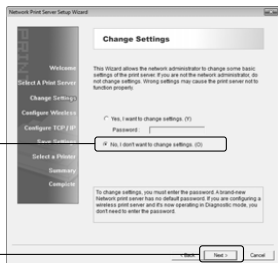 Network Print Server Setup Wizard
Change Settings
Welcome
Select A Print Server
Change Settings
Configure Wireless
Configure TCP/IP
Save Settings
Select a Printer
Summary
Complete
This Wizard allows the network administrator to change some basic
settings of the print server. If you are not the network administrator, do
not change settings. Wrong settings may cause the print server not to
function properly.
Yes, I want to change settings. (Y)
Password:
No, I don't want to change settings. (O)
To change settings, you must enter the password. A brand-new
Network print server has no default password. If you are configuring a
wireless print server and it's now operating in Diagnostic mode, you
don't need to enter the password.
< Back
Next >
Cancel